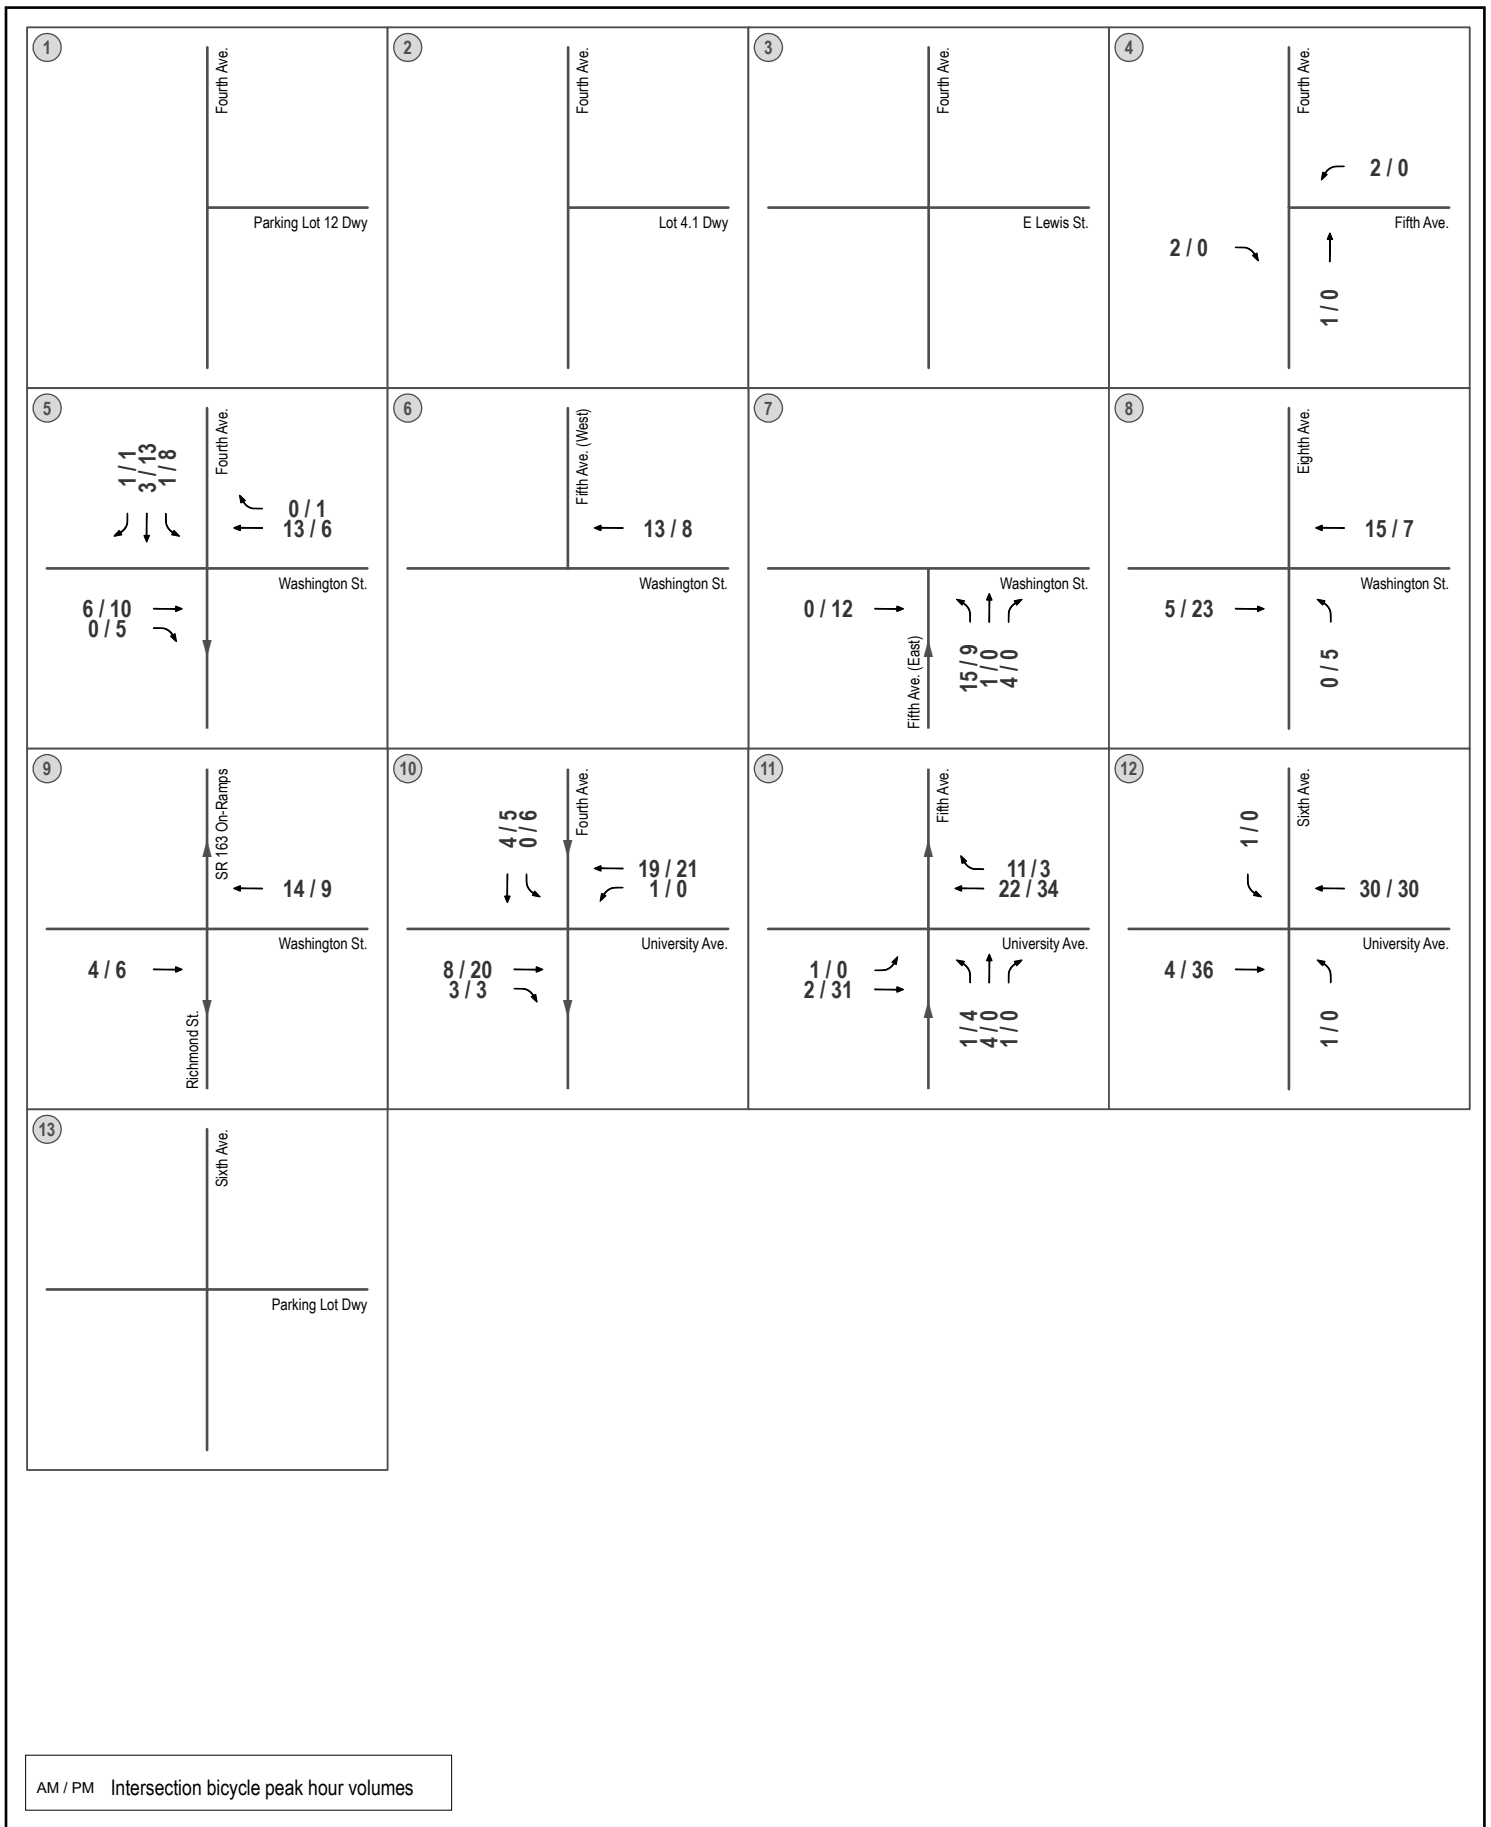 1
Fourth Ave.
Parking Lot 12 Dwy
2
Fourth Ave.
Lot 4.1 Dwy
3
Fourth Ave.
E Lewis St.
4
Fourth Ave.
2 / 0
Fifth Ave.
2 / 0
1 / 0
5
1 / 1
3 / 13
1 / 8
Fourth Ave.
0 / 1
13 / 6
Washington St.
6 / 10
0 / 5
6
Fifth Ave. (West)
13 / 8
Washington St.
7
Washington St.
0 / 12
Fifth Ave. (East)
15 / 9
1 / 0
4 / 0
8
Eighth Ave.
15 / 7
Washington St.
5 / 23
0 / 5
9
SR 163 On-Ramps
14 / 9
Washington St.
4 / 6
Richmond St.
10
4 / 5
0 / 6
Fourth Ave.
19 / 21
1 / 0
University Ave.
8 / 20
3 / 3
11
Fifth Ave.
11 / 3
22 / 34
University Ave.
1 / 0
2 / 31
1 / 4
4 / 0
1 / 0
12
1 / 0
Sixth Ave.
30 / 30
University Ave.
4 / 36
1 / 0
13
Sixth Ave.
Parking Lot Dwy
AM / PM Intersection bicycle peak hour volumes